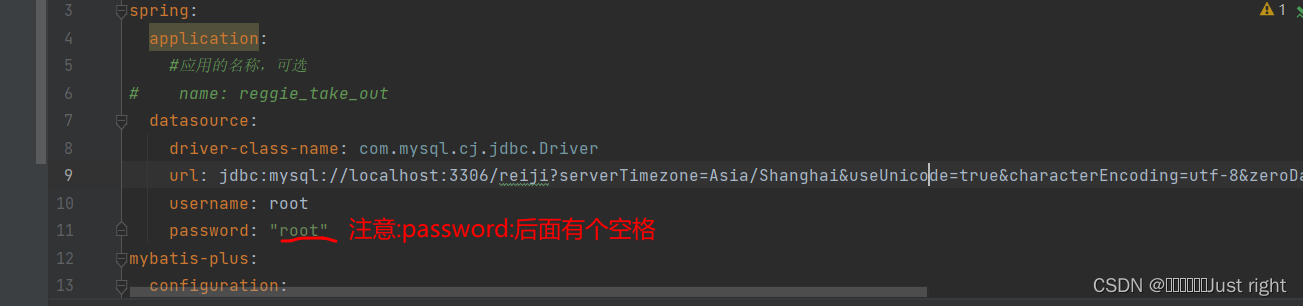 3 spring:
1
4 application:
5 #应用的名称，可选
6 # name: reggie_take_out
7 datasource:
8 driver-class-name: com.mysql.cj.jdbc.Driver
9 url: jdbc:mysql://localhost:3306/reiji?serverTimezone=Asia/Shanghai&useUnicode=true&characterEncoding=utf-8&zeroDa
10 username: root
11 password: "root" 注意:password:后面有个空格
12 mybatis-plus:
13 configuration:
CSDN @Just right